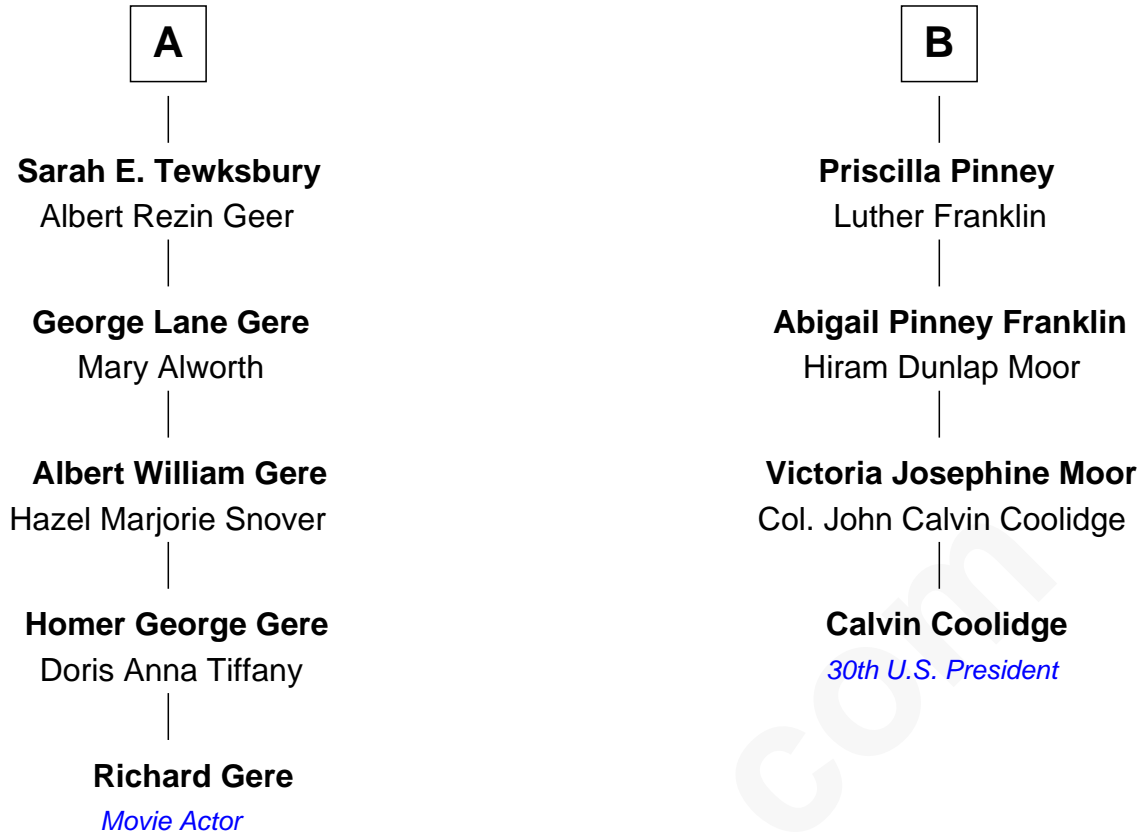 A
Sarah E. Tewksbury
Albert Rezin Geer
George Lane Gere
Mary Alworth
Albert William Gere
Hazel Marjorie Snover
Homer George Gere
Doris Anna Tiffany
Richard Gere
Movie Actor
B
Priscilla Pinney
Luther Franklin
Abigail Pinney Franklin
Hiram Dunlap Moor
Victoria Josephine Moor
Col. John Calvin Coolidge
Calvin Coolidge
30th U.S. President
com